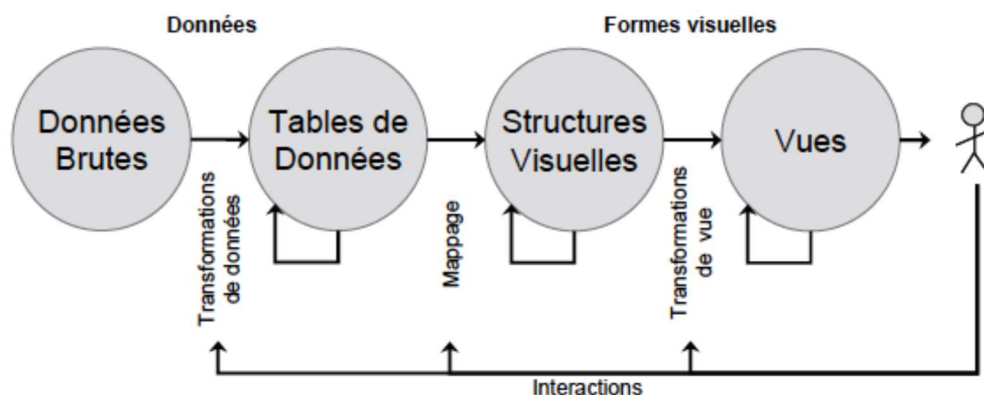 Données
Formes visuelles
Données
Brutes
Tables de
Données
Structures
Visuelles
Vues
Transformations
de données
Mappage
Transformations
de vue
Interactions